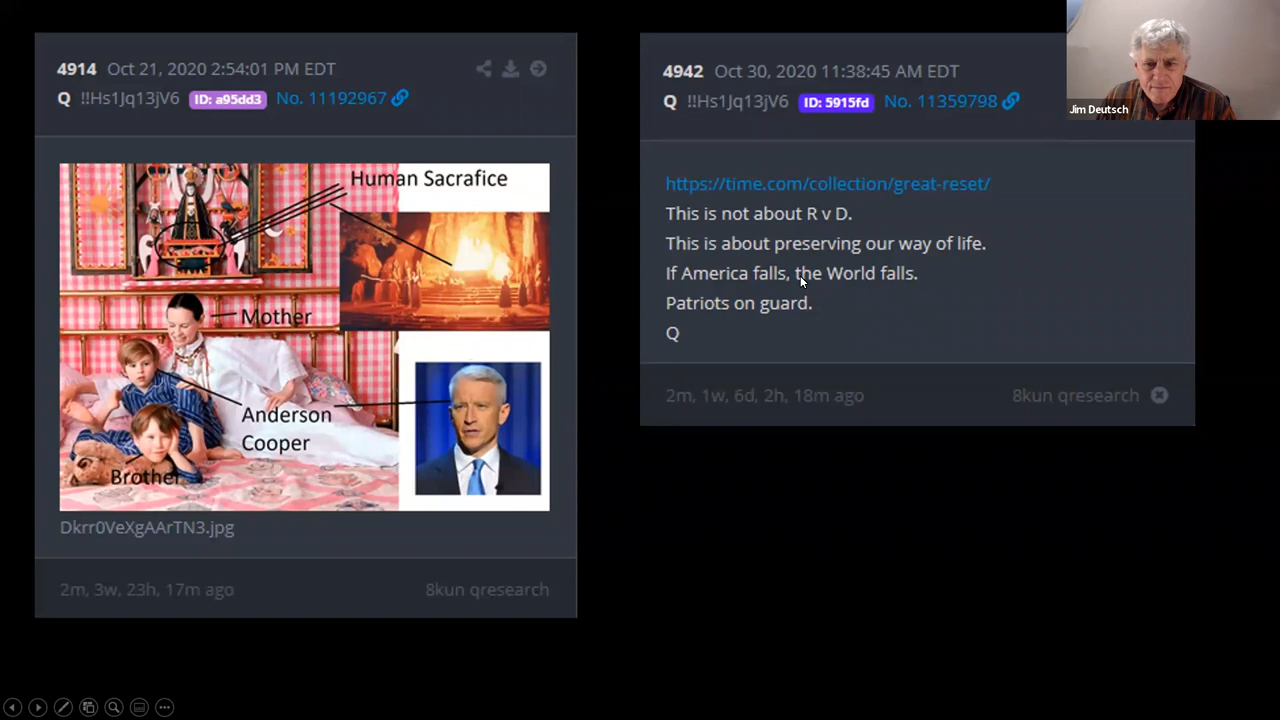 4914 Oct 21, 2020 2:54:01 PM EDT
Q !!Hs1Jq13jV6 ID: a95dd3 No. 11192967
Human Sacrafice
Mother
Anderson
Cooper
Brother
Dkrr0VeXgAArTN3.jpg
2m, 3w, 23h, 17m ago 8kun qresearch
4942 Oct 30, 2020 11:38:45 AM EDT
Q !!Hs1Jq13jV6 ID: 5915fd No. 11359798
https://time.com/collection/great-reset/
This is not about R v D.
This is about preserving our way of life.
If America falls, the World falls.
Patriots on guard.
Q
2m, 1w, 6d, 2h, 18m ago 8kun qresearch
Jim Deutsch